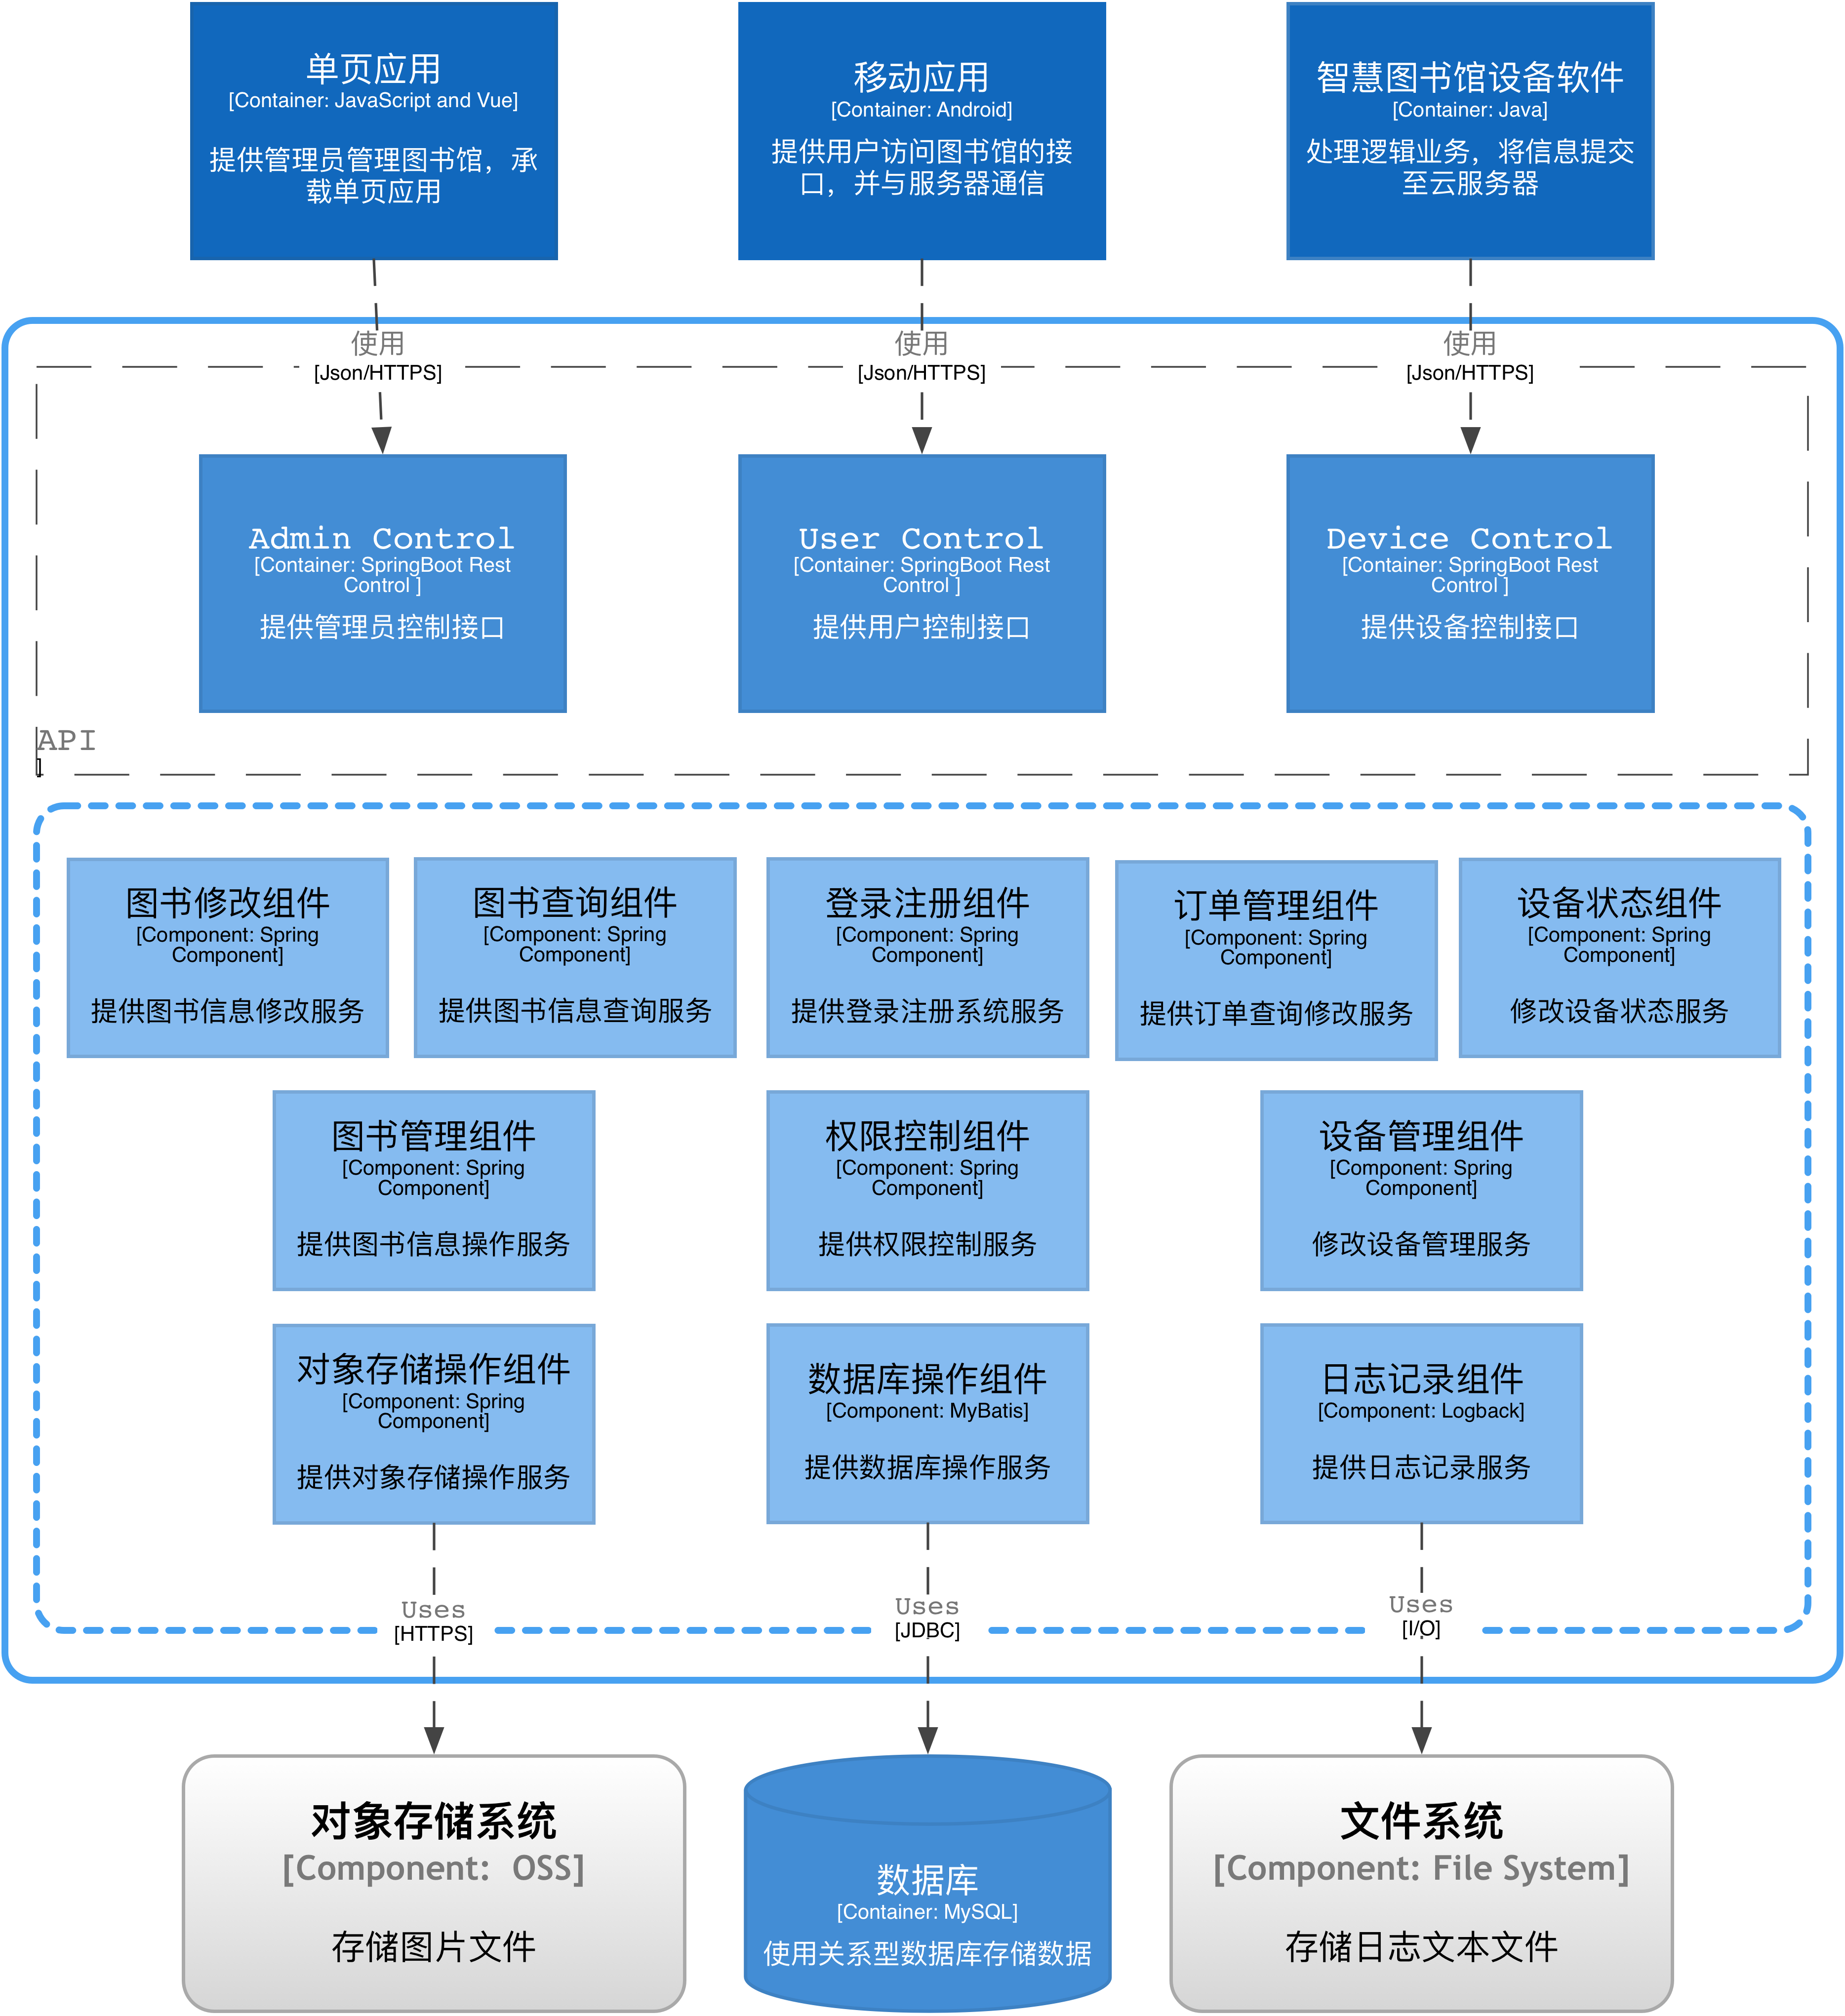 单页应用
[Container: JavaScript and Vue]
提供管理员管理图书馆，承
载单页应用
移动应用
[Container: Android]
提供用户访问图书馆的接
口，并与服务器通信
智慧图书馆设备软件
[Container: Java]
处理逻辑业务，将信息提交
至云服务器
使用
[Json/HTTPS]
使用
[Json/HTTPS]
使用
[Json/HTTPS]
Admin Control
[Container: SpringBoot Rest
Control ]
提供管理员控制接口
User Control
[Container: SpringBoot Rest
Control ]
提供用户控制接口
Device Control
[Container: SpringBoot Rest
Control ]
提供设备控制接口
API
]
图书修改组件
[Component: Spring
Component]
提供图书信息修改服务
图书查询组件
[Component: Spring
Component]
提供图书信息查询服务
登录注册组件
[Component: Spring
Component]
提供登录注册系统服务
订单管理组件
[Component: Spring
Component]
提供订单查询修改服务
设备状态组件
[Component: Spring
Component]
修改设备状态服务
图书管理组件
[Component: Spring
Component]
提供图书信息操作服务
权限控制组件
[Component: Spring
Component]
提供权限控制服务
设备管理组件
[Component: Spring
Component]
修改设备管理服务
对象存储操作组件
[Component: Spring
Component]
提供对象存储操作服务
数据库操作组件
[Component: MyBatis]
提供数据库操作服务
日志记录组件
[Component: Logback]
提供日志记录服务
Uses
[HTTPS]
Uses
[JDBC]
Uses
[I/O]
对象存储系统
[Component: OSS]
存储图片文件
数据库
[Container: MySQL]
使用关系型数据库存储数据
文件系统
[Component: File System]
存储日志文本文件